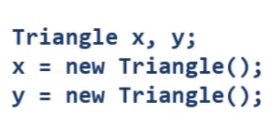 Triangle x, y;
x = new Triangle();
y = new Triangle();